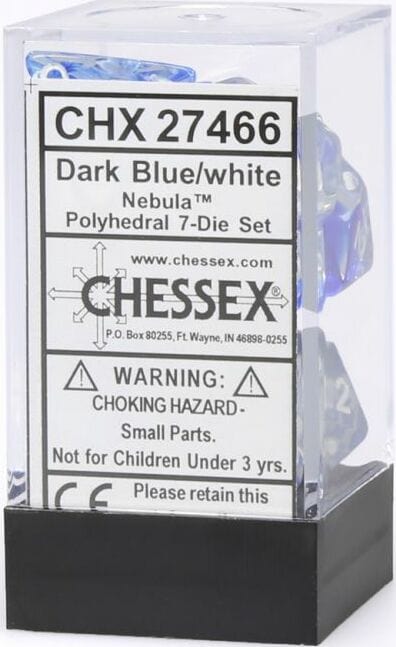 CHX 27466
Dark Blue/white
Nebula™
Polyhedral 7-Die Set
www.chessex.com
CHESSEX®
P.O. Box 80255, Ft. Wayne, IN 46898-0255
WARNING:
CHOKING HAZARD-
Small Parts.
Not for Children Under 3 yrs.
CE Please retain this
2